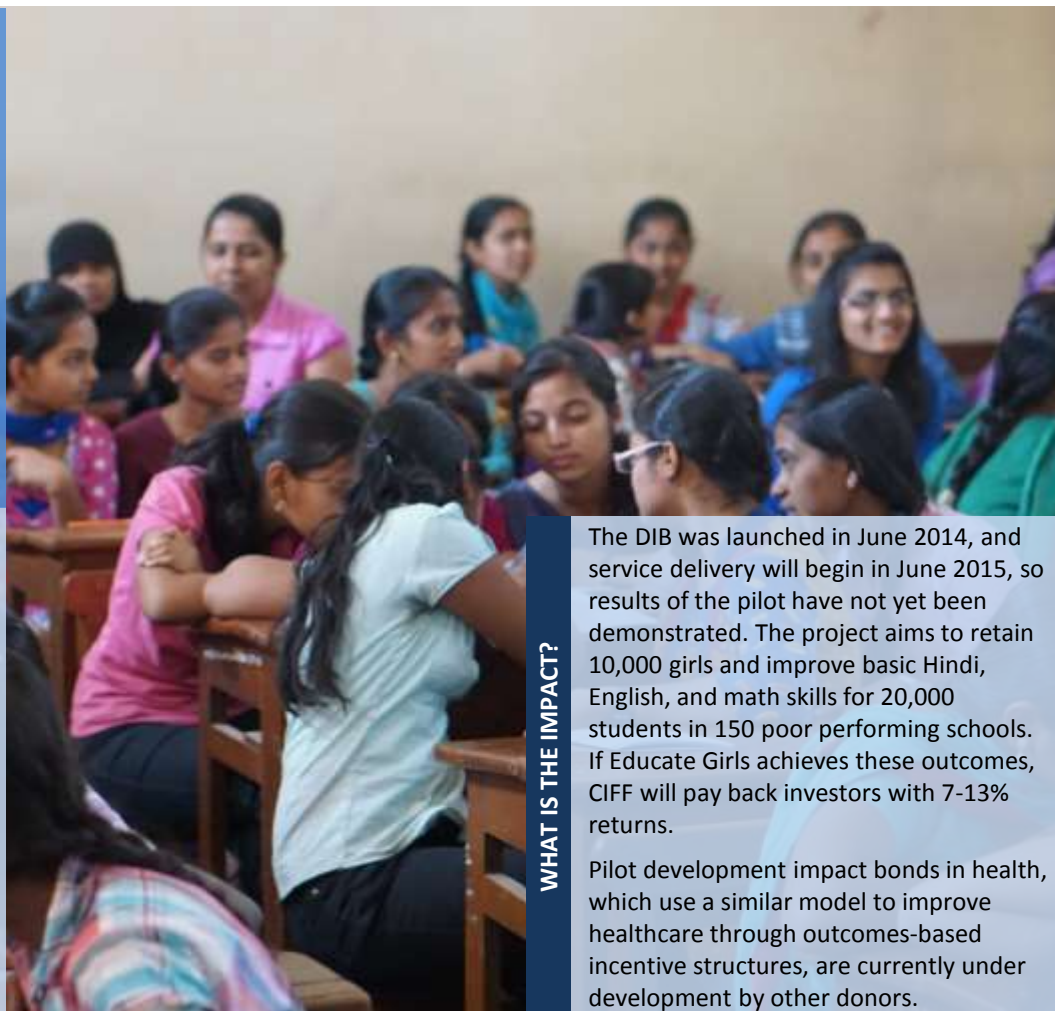 WHAT IS THE IMPACT?
The DIB was launched in June 2014, and
service delivery will begin in June 2015, so
results of the pilot have not yet been
demonstrated. The project aims to retain
10,000 girls and improve basic Hindi,
English, and math skills for 20,000
students in 150 poor performing schools.
If Educate Girls achieves these outcomes,
CIFF will pay back investors with 7-13%
returns.
Pilot development impact bonds in health,
which use a similar model to improve
healthcare through outcomes-based
incentive structures, are currently under
development by other donors.